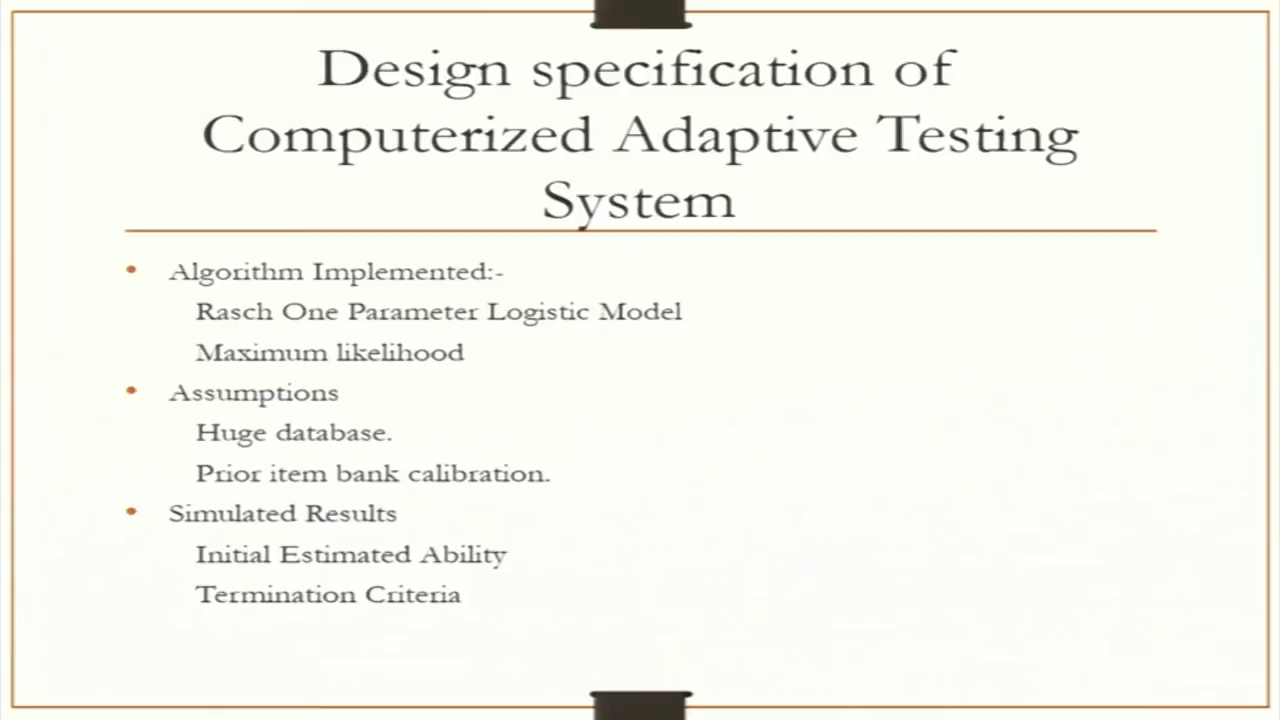 Design specification of
Computerized Adaptive Testing
System
• Algorithm Implemented:-
Rasch One Parameter Logistic Model
Maximum likelihood
• Assumptions
Huge database.
Prior item bank calibration.
• Simulated Results
Initial Estimated Ability
Termination Criteria